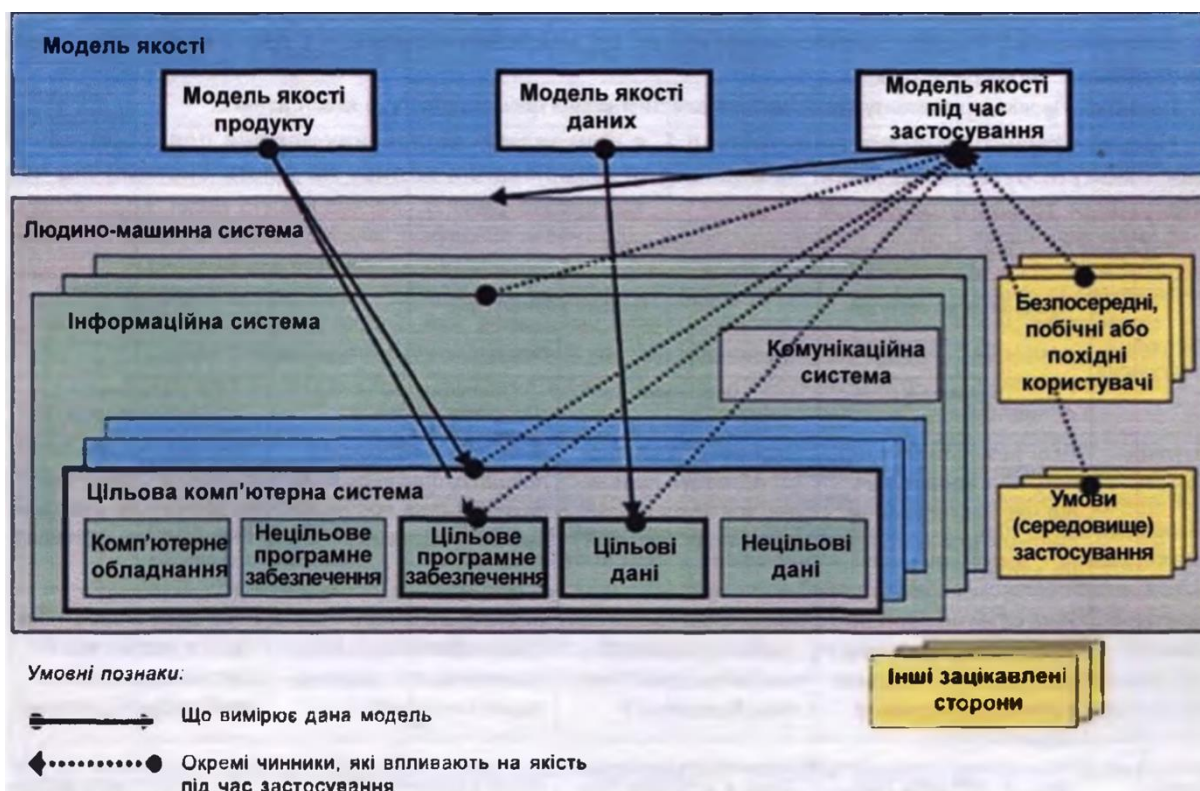 Модель якості
Модель якості
продукту
Модель якості
даних
Модель якості
під час
застосування
Людино-машинна система
Інформаційна система
Комунікаційна
система
Безпосередні,
побічні або
похідні
користувачі
Цільова комп'ютерна система
Комп'ютерне
обладнання
Нецільове
програмне
забезпечення
Цільове
програмне
забезпечення
Цільові
дані
Нецільові
дані
Умови
(середовище)
застосування
Інші зацікавлені
сторони
Умовні познаки:
Що вимірює дана модель
Окремі чинники, які впливають на якість
під час застосування